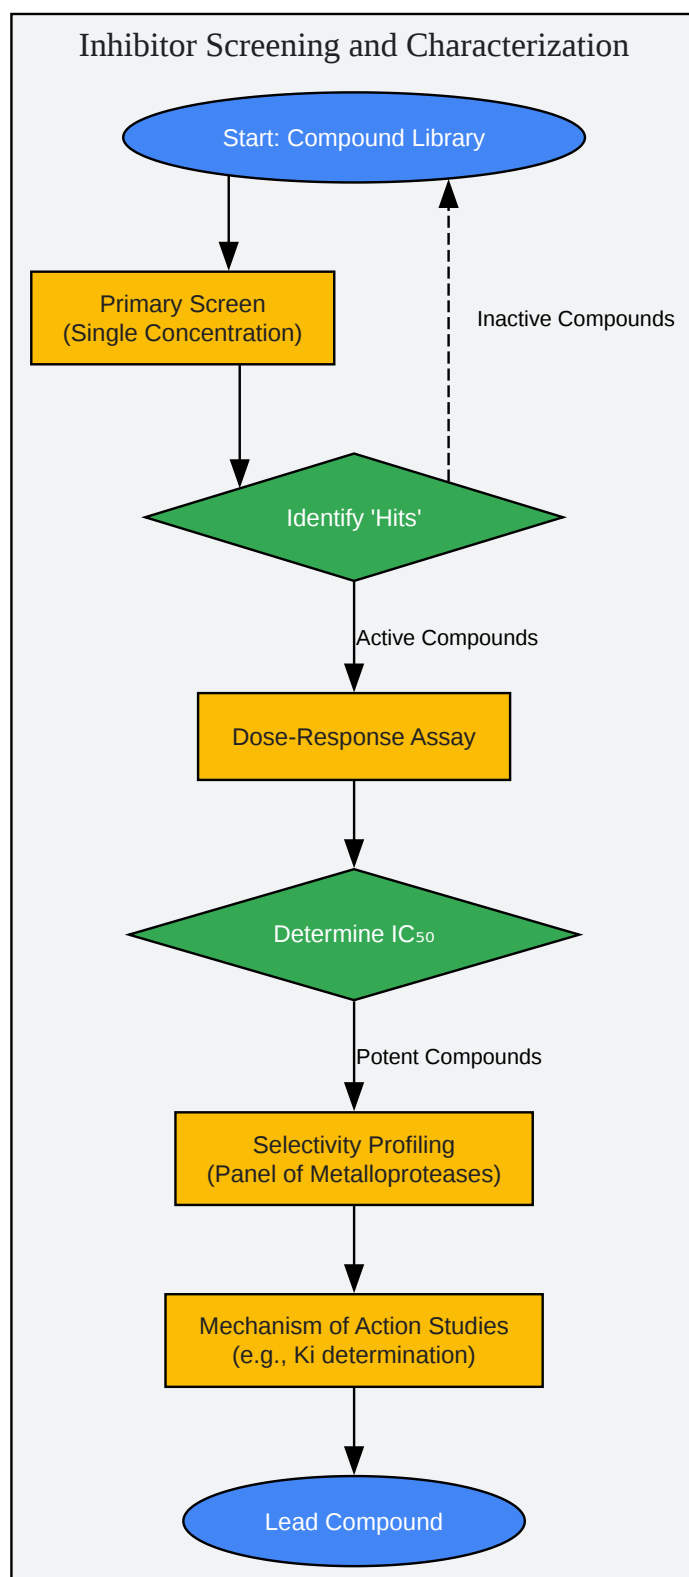 Inhibitor Screening and Characterization
Start: Compound Library
Primary Screen
(Single Concentration)
Inactive Compounds
Identify 'Hits'
Active Compounds
Dose-Response Assay
Determine IC₅₀
Potent Compounds
Selectivity Profiling
(Panel of Metalloproteases)
Mechanism of Action Studies
(e.g., Ki determination)
Lead Compound